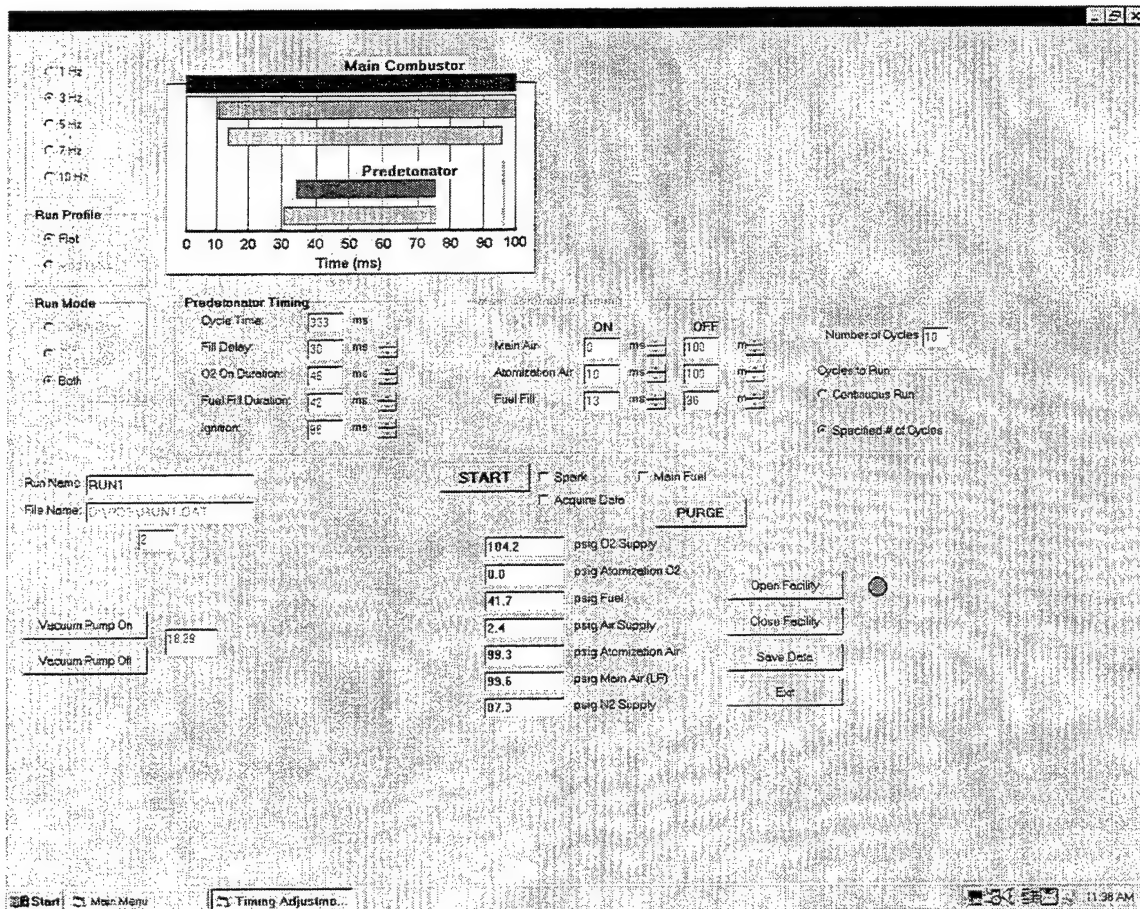 Main Combustor
1 Hz
3 Hz
5 Hz
7 Hz
10 Hz
Predetonator
0 10 20 30 40 50 60 70 80 90 100
Time (ms)
Run Profile
Flat
Run Mode
Both
Predetonator Timing
Cycle Time: 333 ms
Fill Delay: 30 ms
O2 On Duration: ms
Fuel Fill Duration: 42 ms
Ignition: ms
Timing
ON OFF
Main Air 0 ms 100 m
Atomization Air 10 ms 100 m
Fuel Fill 13 ms 96 m
Number of Cycles 10
Cycles to Run
Continuous Run
Specified # of Cycles
Run Name: RUN1
File Name:
2
START Spark Main Fuel
Acquire Data
PURGE
104.2 psig O2 Supply
0.0 psig Atomization O2
41.7 psig Fuel
2.4 psig Air Supply
99.3 psig Atomization Air
99.6 psig Main Air (LF)
87.3 psig N2 Supply
Open Facility
Close Facility
Save Data
Exit
Vacuum Pump On
18.29
Vacuum Pump Off
Start Main Menu Timing Adjustme... 11:38 AM